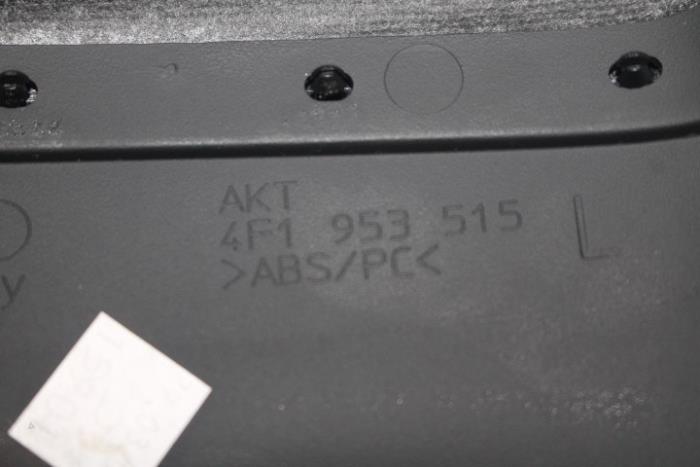 AKT
4F1 953 515 L
>ABS/PC<
y